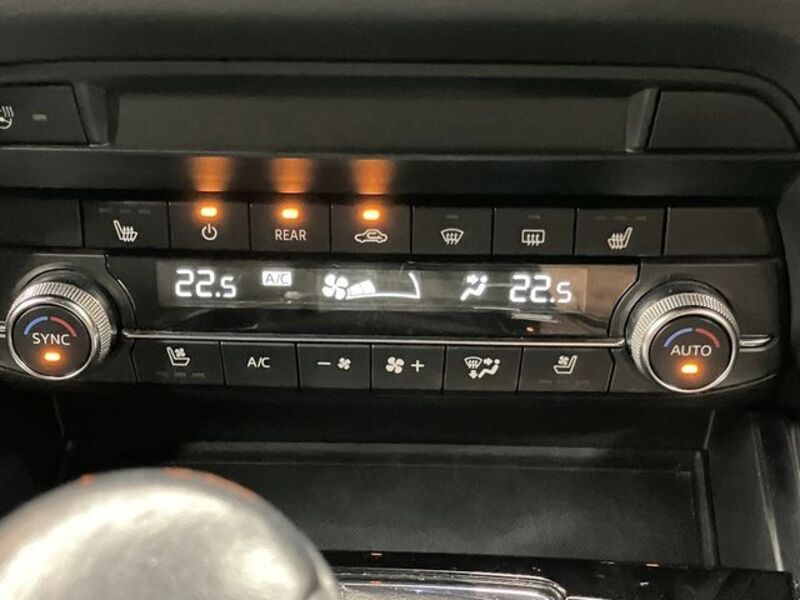 REAR
22.5 A/C 22.5
SYNC AUTO
A/C - +